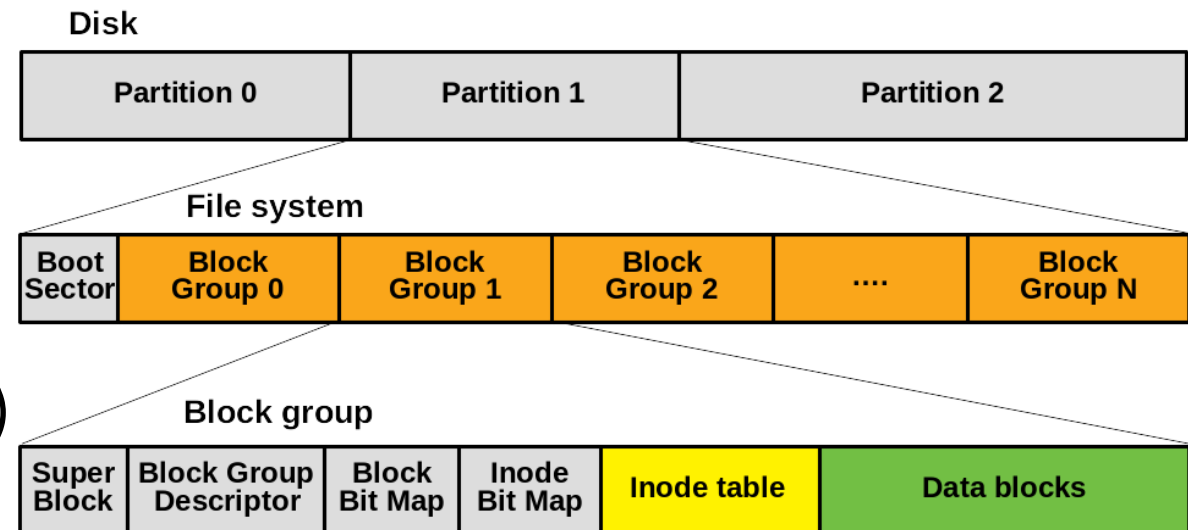 Disk
Partition 0 Partition 1 Partition 2
File system
Boot Block Block Block .... Block
Sector Group 0 Group 1 Group 2 Group N
Block group
Super Block Group Block Inode Inode table Data blocks
Block Descriptor Bit Map Bit Map
)